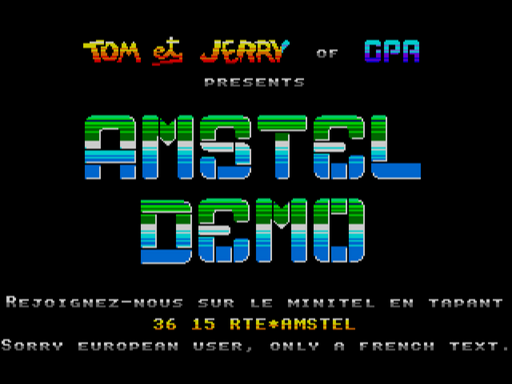 TOM et JERRY OF GPA
PRESENTS
AMSTEL
DEMO
REJOIGNEZ-NOUS SUR LE MINITEL EN TAPANT
36 15 RTE*AMSTEL
SORRY EUROPEAN USER, ONLY A FRENCH TEXT.